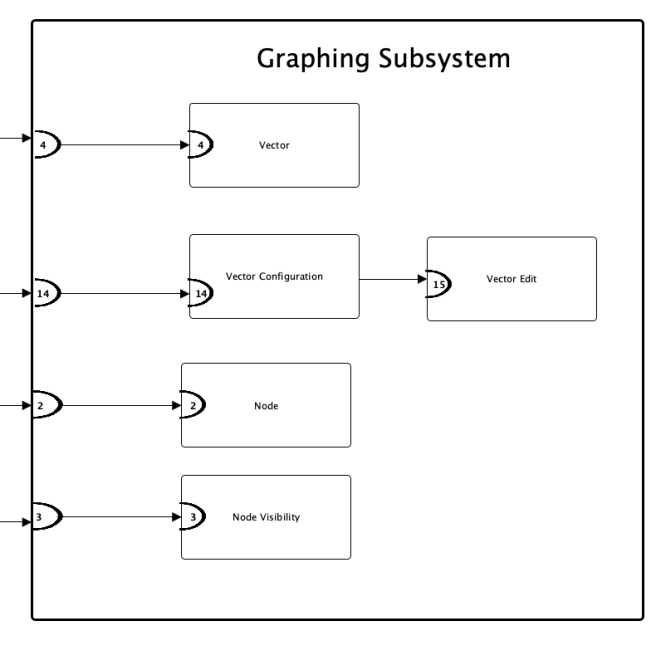 Graphing Subsystem
4
4
Vector
14
14
Vector Configuration
15
Vector Edit
2
2
Node
3
3
Node Visibility